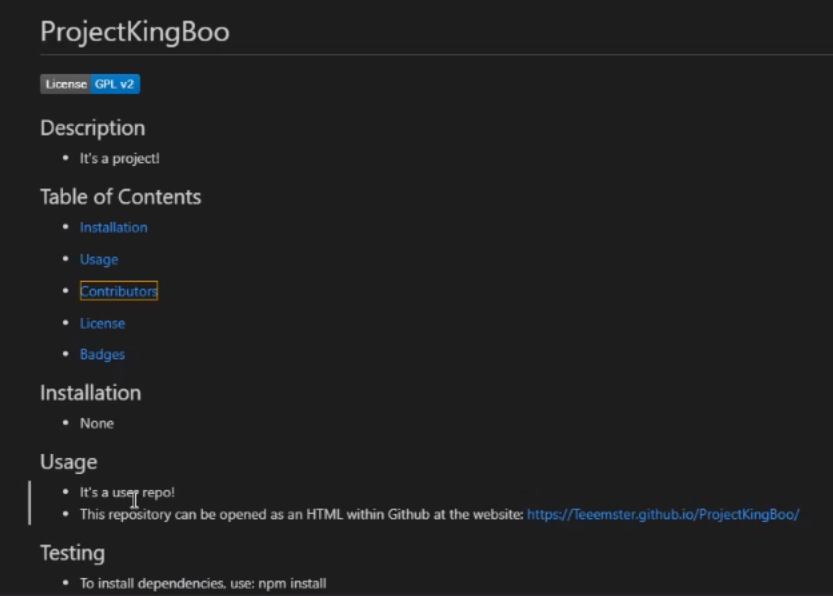 ProjectKingBoo
License GPL v2
Description
It's a project!
Table of Contents
Installation
Usage
Contributors
License
Badges
Installation
None
Usage
It's a user repo!
This repository can be opened as an HTML within Github at the website: https://Teeemster.github.io/ProjectKingBoo/
Testing
To install dependencies, use: npm install